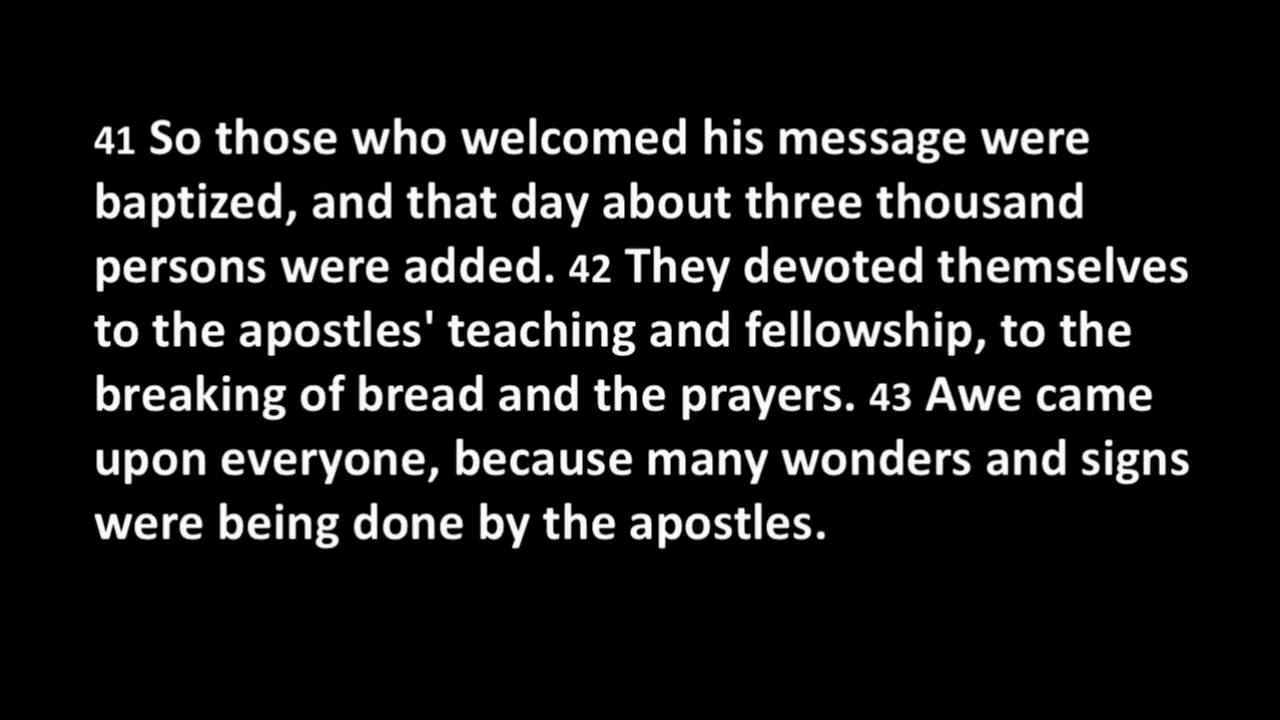 41 So those who welcomed his message were
baptized, and that day about three thousand
persons were added. 42 They devoted themselves
to the apostles' teaching and fellowship, to the
breaking of bread and the prayers. 43 Awe came
upon everyone, because many wonders and signs
were being done by the apostles.